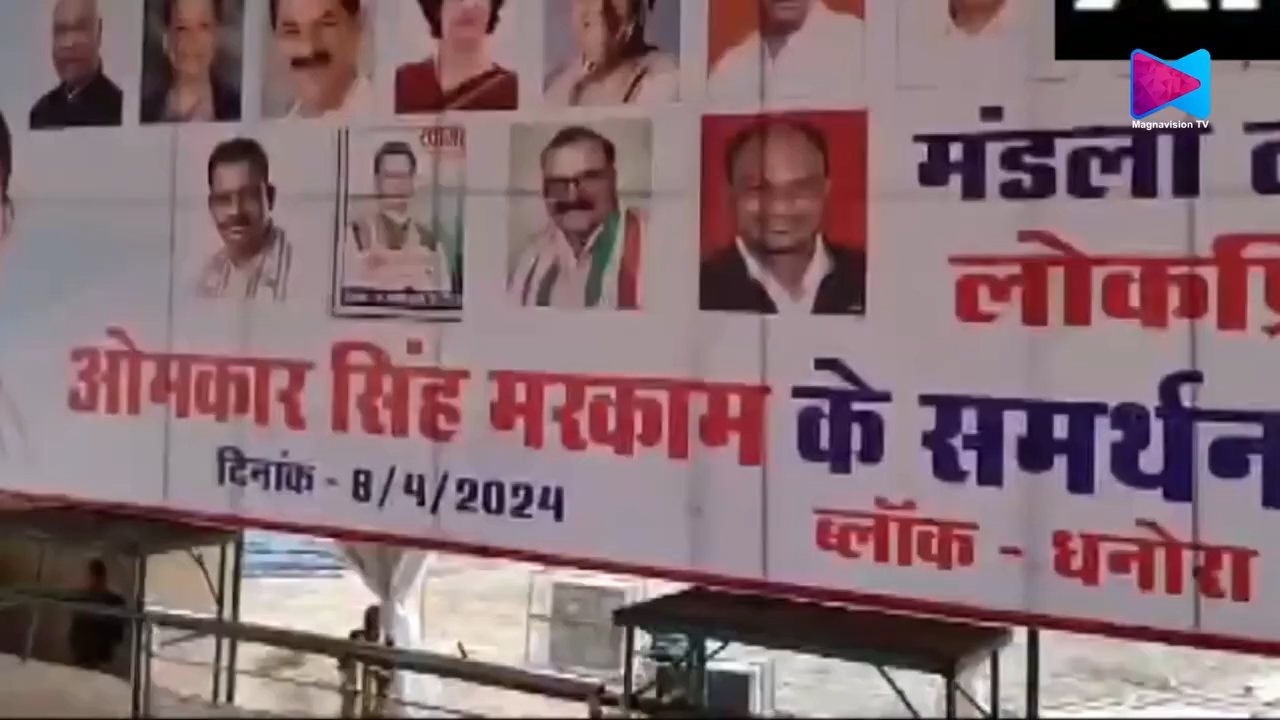 Magnavision TV
मंडला
लोकप्रि
ओमकार सिंह मरकाम के समर्थन
दिनांक - 8/4/2024
ब्लॉक - धनोरा